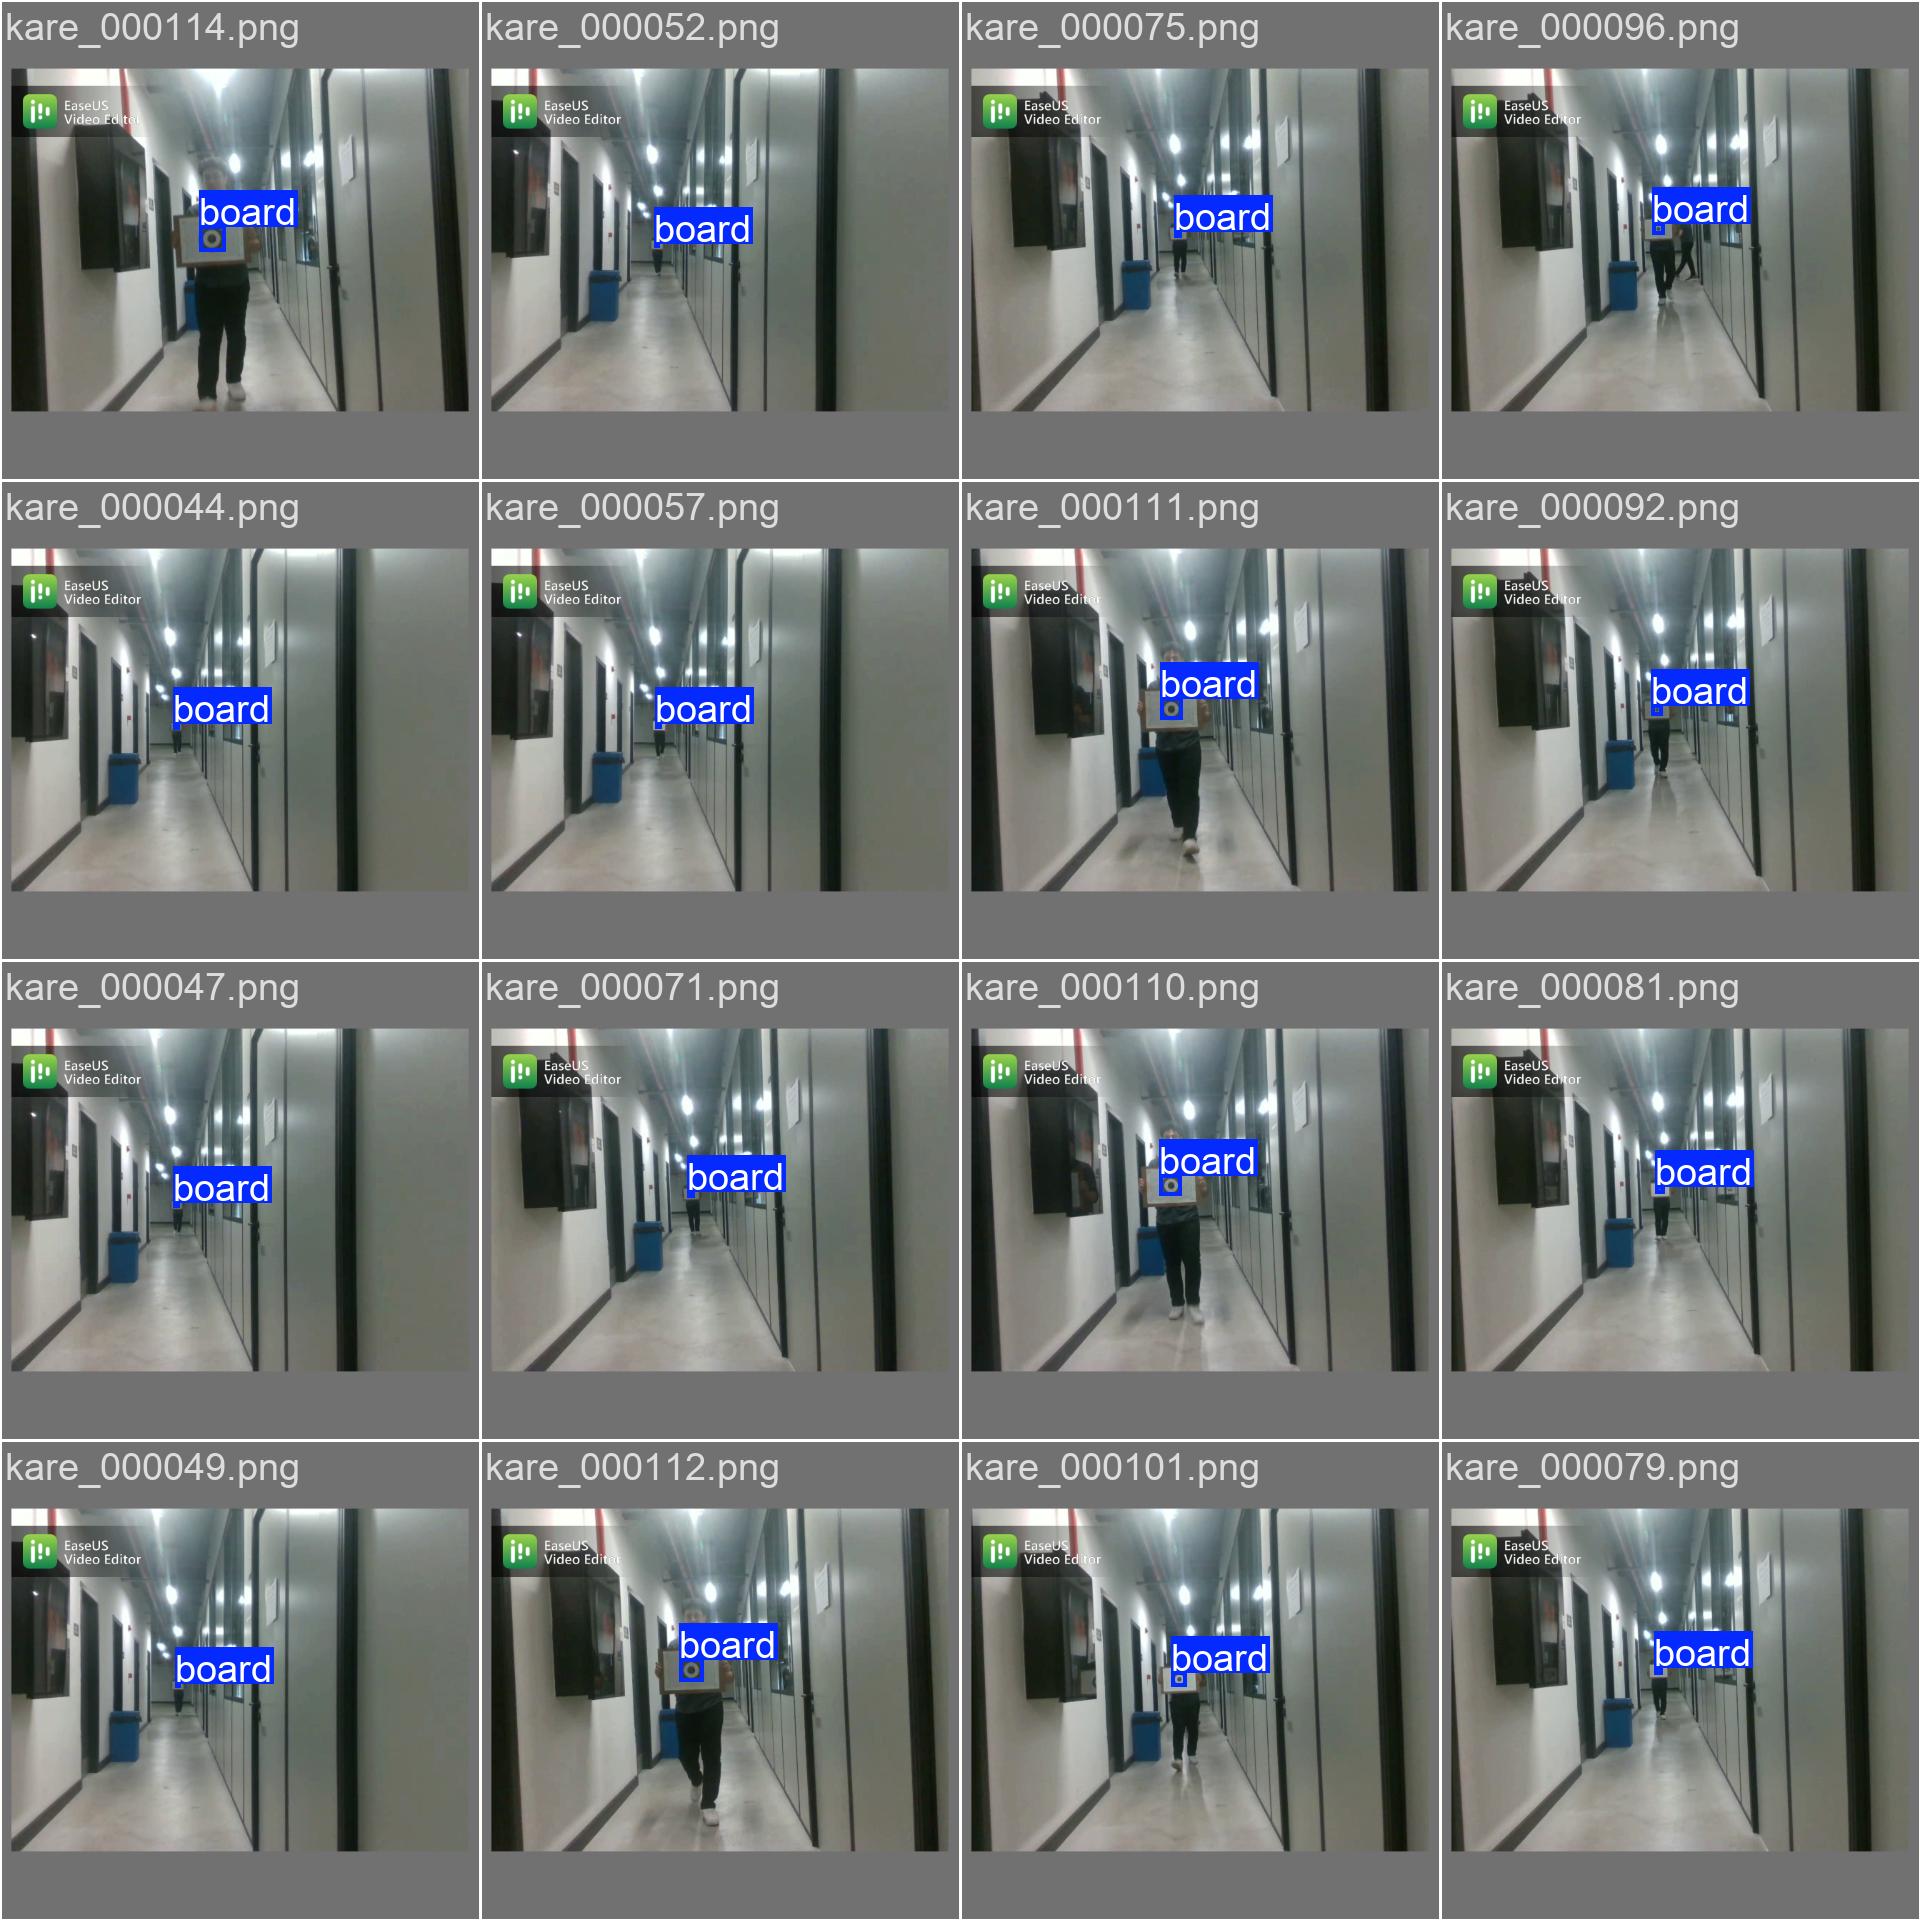 kare_000114.png
kare_000052.png
kare_000075.png
kare_000096.png
EaseUS
Video Editor
EaseUS
Video Editor
EaseUS
Video Editor
EaseUS
Video Editor
board
board
board
board
kare_000044.png
kare_000057.png
kare_000111.png
kare_000092.png
EaseUS
Video Editor
EaseUS
Video Editor
EaseUS
Video Editor
EaseUS
Video Editor
board
board
board
board
kare_000047.png
kare_000071.png
kare_000110.png
kare_000081.png
EaseUS
Video Editor
EaseUS
Video Editor
EaseUS
Video Editor
EaseUS
Video Editor
board
board
board
board
kare_000049.png
kare_000112.png
kare_000101.png
kare_000079.png
EaseUS
Video Editor
EaseUS
Video Editor
EaseUS
Video Editor
EaseUS
Video Editor
board
board
board
board